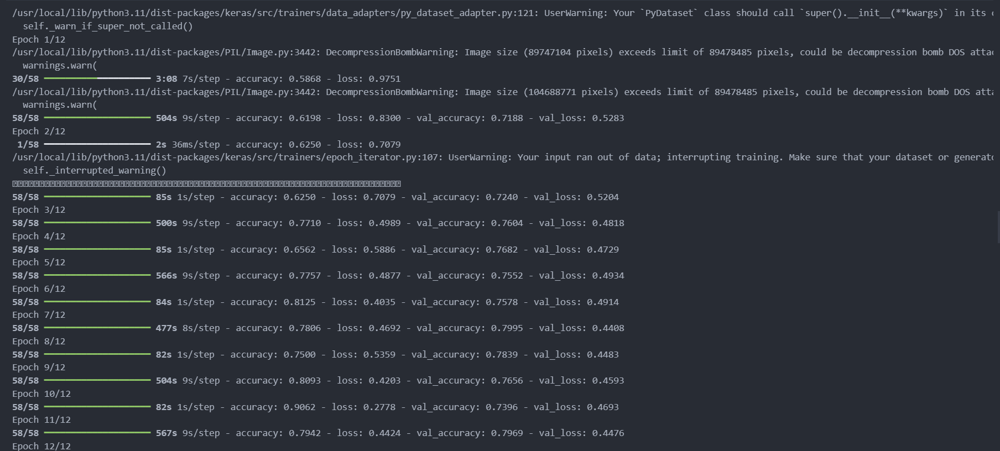 /usr/local/lib/python3.11/dist-packages/keras/src/trainers/data_adapters/py_dataset_adapter.py:121: UserWarning: Your `PyDataset` class should call `super().__init__(**kwargs)` in its
self._warn_if_super_not_called()
Epoch 1/12
/usr/local/lib/python3.11/dist-packages/PIL/Image.py:3442: DecompressionBombWarning: Image size (89747104 pixels) exceeds limit of 89478485 pixels, could be decompression bomb DOS
warnings.warn(
30/58 3:08 7s/step - accuracy: 0.5868 - loss: 0.9751
/usr/local/lib/python3.11/dist-packages/PIL/Image.py:3442: DecompressionBombWarning: Image size (104688771 pixels) exceeds limit of 89478485 pixels, could be decompression bomb DOS
warnings.warn(
58/58 504s 9s/step - accuracy: 0.6198 - loss: 0.8300 - val_accuracy: 0.7188 - val_loss: 0.5283
Epoch 2/12
1/58 2s 36ms/step - accuracy: 0.6250 - loss: 0.7079
/usr/local/lib/python3.11/dist-packages/keras/src/trainers/epoch_iterator.py:107: UserWarning: Your input ran out of data; interrupting training. Make sure that your dataset or
self._interrupted_warning()
58/58 85s 1s/step - accuracy: 0.6250 - loss: 0.7079 - val_accuracy: 0.7240 - val_loss: 0.5204
Epoch 3/12
58/58 500s 9s/step - accuracy: 0.7710 - loss: 0.4989 - val_accuracy: 0.7604 - val_loss: 0.4818
Epoch 4/12
58/58 85s 1s/step - accuracy: 0.6562 - loss: 0.5886 - val_accuracy: 0.7682 - val_loss: 0.4729
Epoch 5/12
58/58 566s 9s/step - accuracy: 0.7757 - loss: 0.4877 - val_accuracy: 0.7552 - val_loss: 0.4934
Epoch 6/12
58/58 84s 1s/step - accuracy: 0.8125 - loss: 0.4035 - val_accuracy: 0.7578 - val_loss: 0.4914
Epoch 7/12
58/58 477s 8s/step - accuracy: 0.7806 - loss: 0.4692 - val_accuracy: 0.7995 - val_loss: 0.4408
Epoch 8/12
58/58 82s 1s/step - accuracy: 0.7500 - loss: 0.5359 - val_accuracy: 0.7839 - val_loss: 0.4483
Epoch 9/12
58/58 504s 9s/step - accuracy: 0.8093 - loss: 0.4203 - val_accuracy: 0.7656 - val_loss: 0.4593
Epoch 10/12
58/58 82s 1s/step - accuracy: 0.9062 - loss: 0.2778 - val_accuracy: 0.7396 - val_loss: 0.4693
Epoch 11/12
58/58 567s 9s/step - accuracy: 0.7942 - loss: 0.4424 - val_accuracy: 0.7969 - val_loss: 0.4476
Epoch 12/12